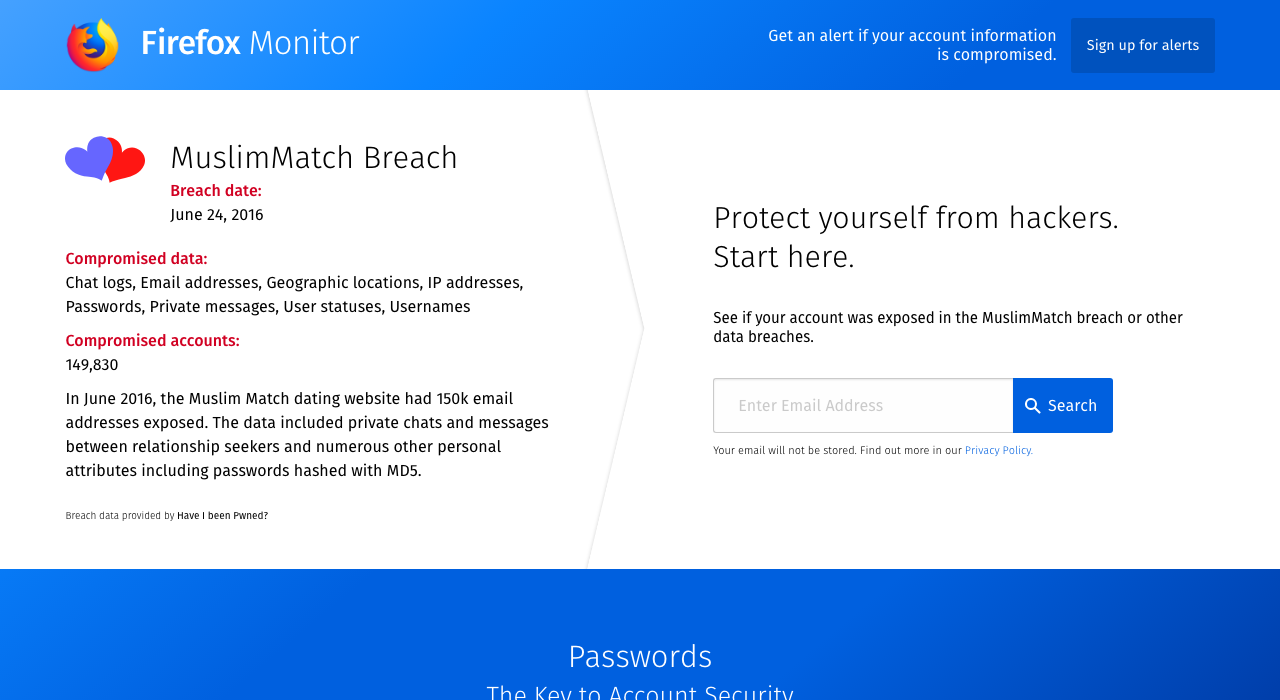 Firefox Monitor
Get an alert if your account information
is compromised.
Sign up for alerts
MuslimMatch Breach
Breach date:
June 24, 2016
Compromised data:
Chat logs, Email addresses, Geographic locations, IP addresses,
Passwords, Private messages, User statuses, Usernames
Compromised accounts:
149,830
In June 2016, the Muslim Match dating website had 150k email
addresses exposed. The data included private chats and messages
between relationship seekers and numerous other personal
attributes including passwords hashed with MD5.
Breach data provided by Have I been Pwned?
Protect yourself from hackers.
Start here.
See if your account was exposed in the MuslimMatch breach or other
data breaches.
Enter Email Address
Search
Your email will not be stored. Find out more in our Privacy Policy.
Passwords
The Key to Account Security